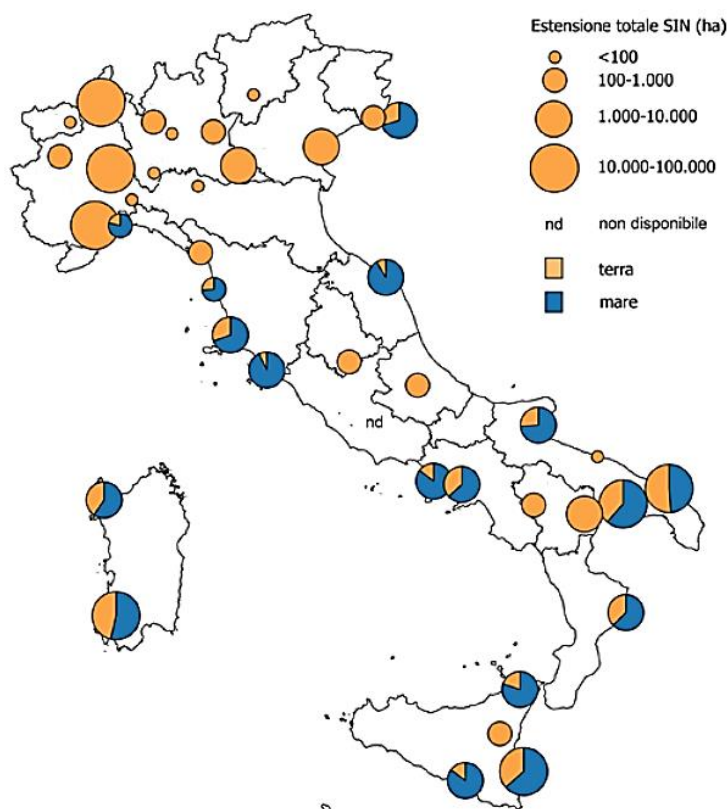 Estensione totale SIN (ha)
<100
100-1.000
1.000-10.000
10.000-100.000
nd non disponibile
terra
mare
nd